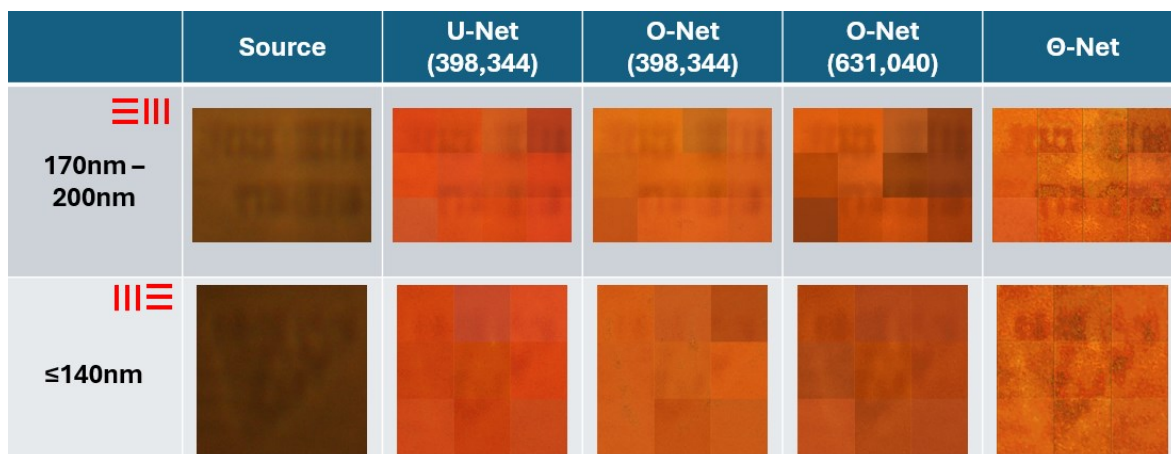 Source
U-Net (398,344)
O-Net (398,344)
O-Net (631,040)
Θ-Net
170nm – 200nm
≤140nm